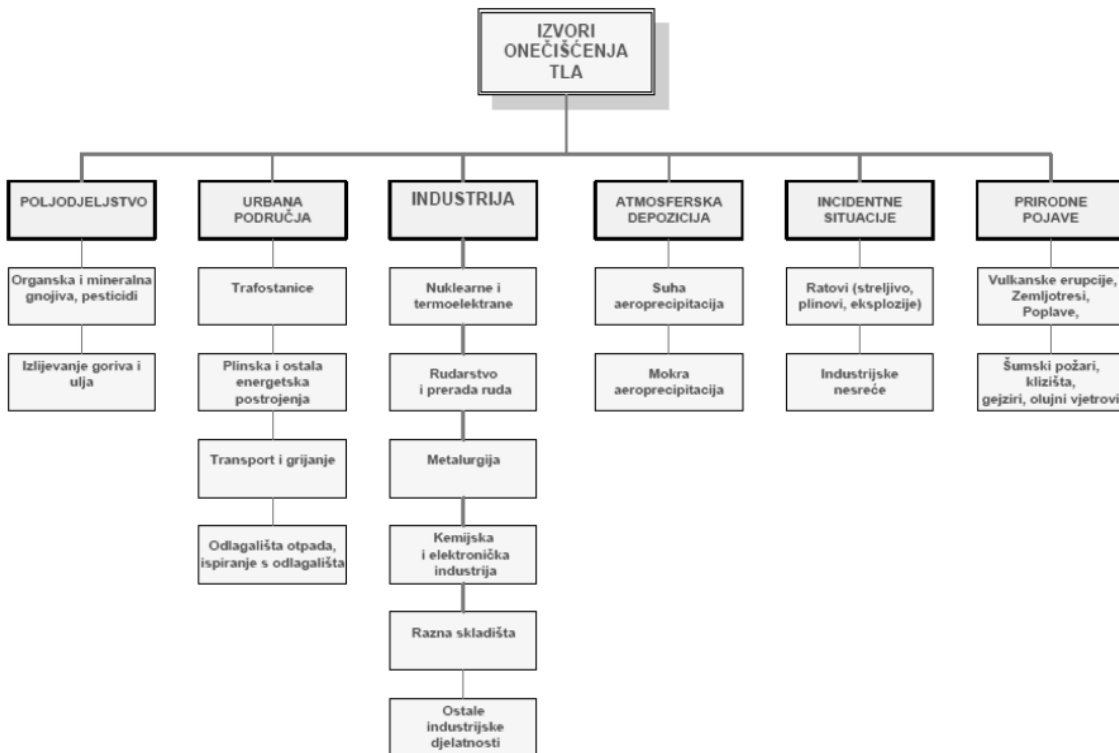 IZVORI
ONEČIŠĆENJA
TLA
POLJODJELJSTVO
Organska i mineralna
gnojiva, pesticidi
Izlijevanje goriva i
ulja
URBANA
PODRUČJA
Trafostanice
Plinska i ostala
energetska
postrojenja
Transport i grijanje
Odlagališta otpada,
ispiranje s odlagališta
INDUSTRIJA
Nuklearne i
termoelektrane
Rudarstvo
i prerada ruda
Metalurgija
Kemijska
i elektronička
industrija
Razna skladišta
Ostale
industrijske
djelatnosti
ATMOSFERSKA
DEPOZICIJA
Suha
aeroprecipitacija
Mokra
aeroprecipitacija
INCIDENTNE
SITUACIJE
Ratovi (streljivo,
plinovi, eksplozije)
Industrijske
nesreće
PRIRODNE
POJAVE
Vulkanske erupcije,
Zemljotresi,
Poplave,
Šumski požari,
klizišta,
gejziri, olujni vjetrovi